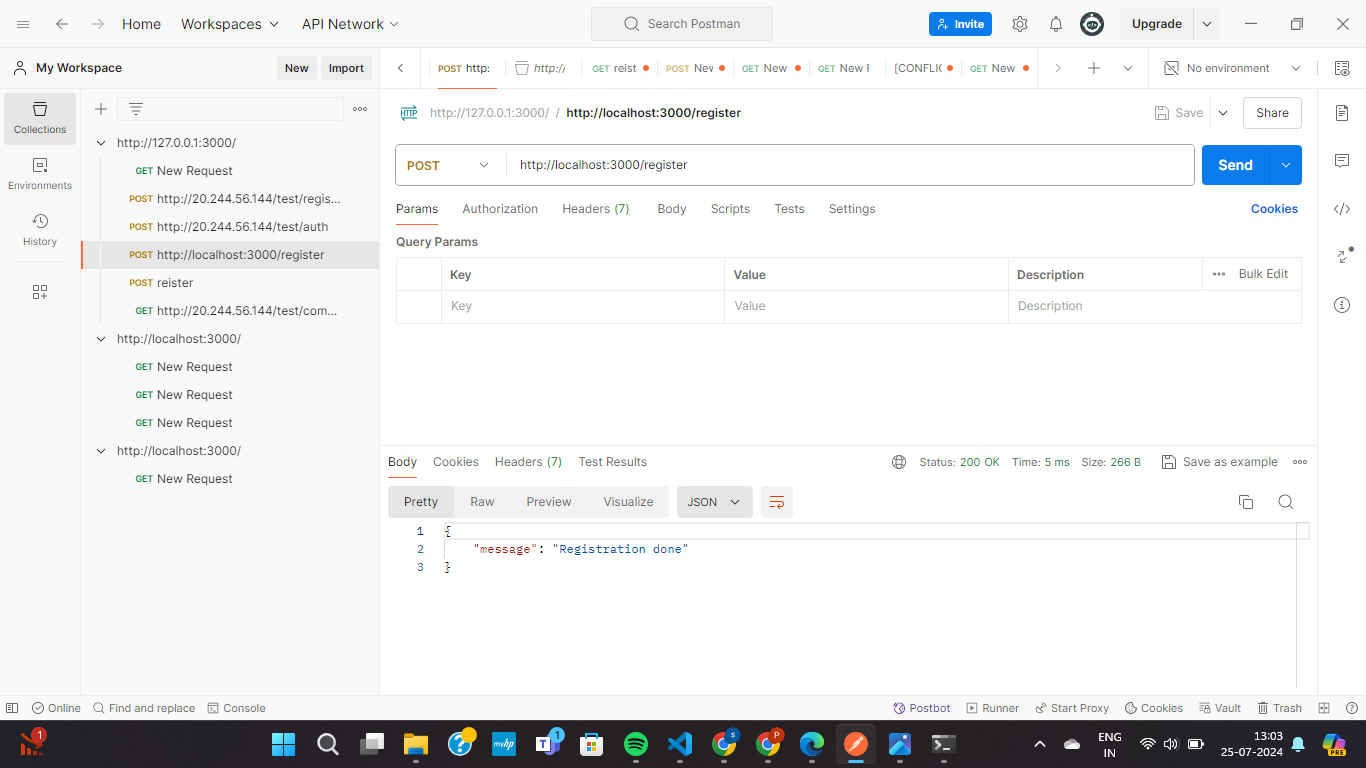 Home Workspaces API Network Search Postman Invite Upgrade
My Workspace New Import POST http: http:// GET reist POST Nev GET New GET New F [CONFLIC GET New No environment
Collections
Environments
History
http://127.0.0.1:3000/
GET New Request
POST http://20.244.56.144/test/regis...
POST http://20.244.56.144/test/auth
POST http://localhost:3000/register
POST reister
GET http://20.244.56.144/test/com...
http://localhost:3000/
GET New Request
GET New Request
GET New Request
http://localhost:3000/
GET New Request
HTTP http://127.0.0.1:3000/ / http://localhost:3000/register Save Share
POST http://localhost:3000/register Send
Params Authorization Headers (7) Body Scripts Tests Settings Cookies
Query Params
Key Value Description Bulk Edit
Key Value Description
Body Cookies Headers (7) Test Results Status: 200 OK Time: 5 ms Size: 266 B Save as example
Pretty Raw Preview Visualize JSON
1 {
2 "message": "Registration done"
3 }
Online Find and replace Console Postbot Runner Start Proxy Cookies Vault Trash
1 myhp 1 S P ENG 13:03 PRE
IN 25-07-2024